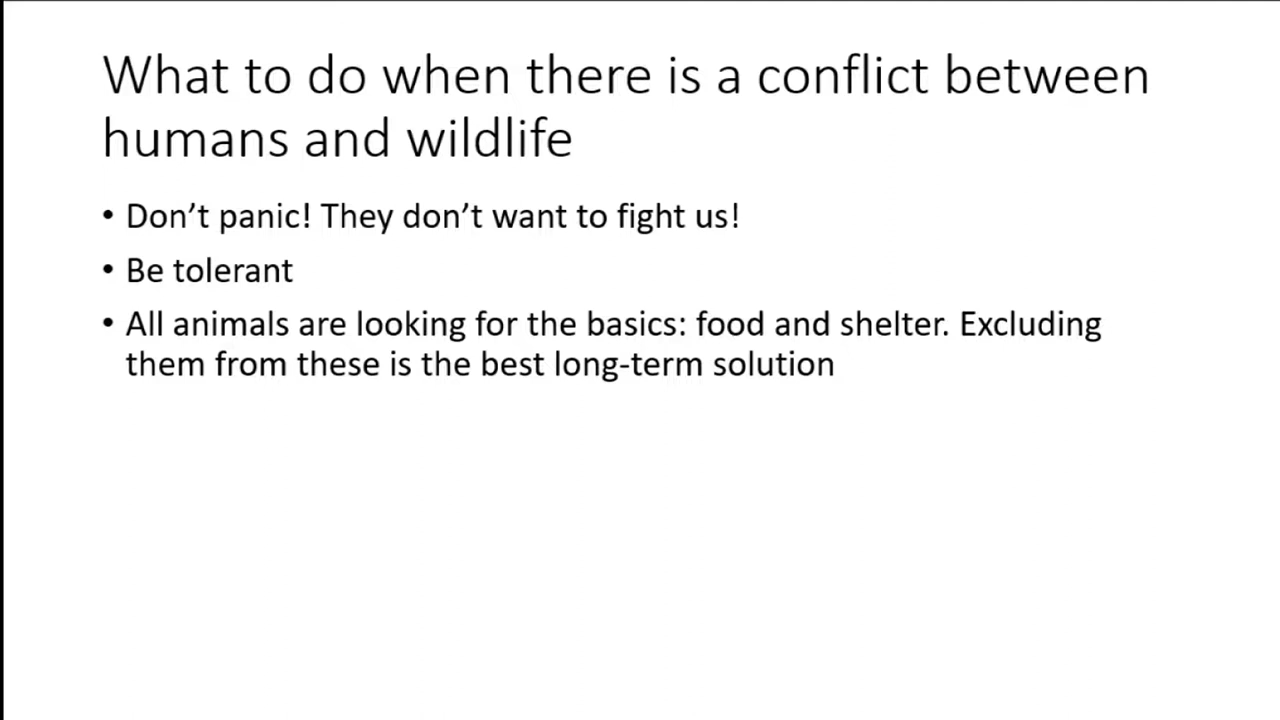 What to do when there is a conflict between
humans and wildlife
• Don’t panic! They don’t want to fight us!
• Be tolerant
• All animals are looking for the basics: food and shelter. Excluding
them from these is the best long-term solution